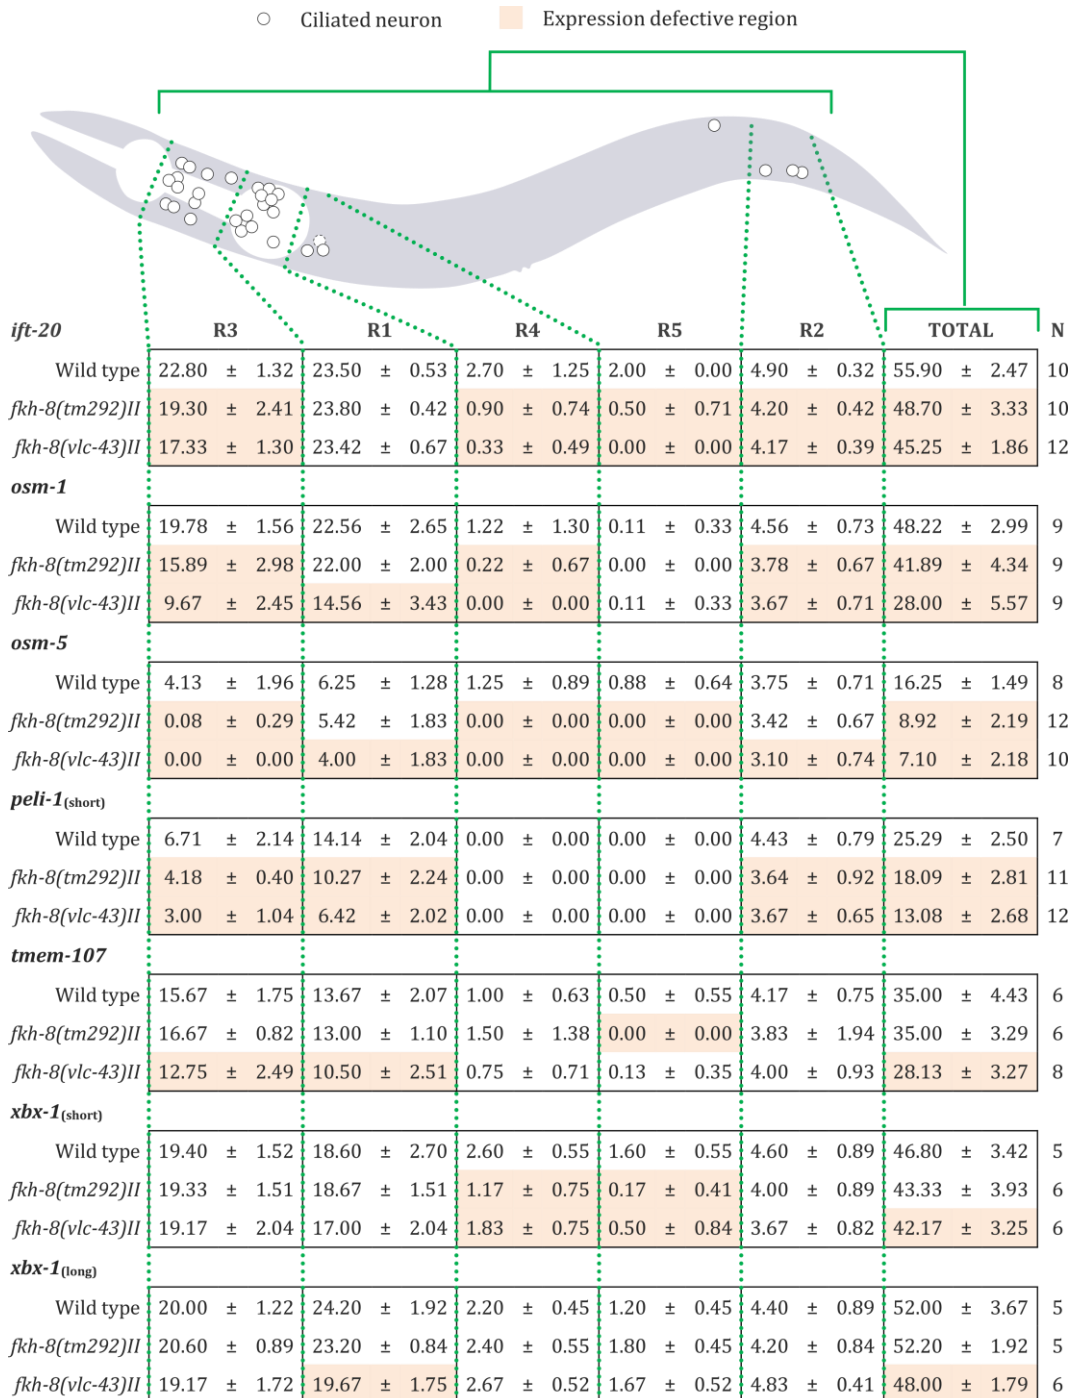 Ciliated neuron Expression defective region
ift-20 R3 R1 R4 R5 R2 TOTAL N
Wild type 22.80 ± 1.32 23.50 ± 0.53 2.70 ± 1.25 2.00 ± 0.00 4.90 ± 0.32 55.90 ± 2.47 10
fkh-8(tm292)II 19.30 ± 2.41 23.80 ± 0.42 0.90 ± 0.74 0.50 ± 0.71 4.20 ± 0.42 48.70 ± 3.33 10
fkh-8(vlc-43)II 17.33 ± 1.30 23.42 ± 0.67 0.33 ± 0.49 0.00 ± 0.00 4.17 ± 0.39 45.25 ± 1.86 12
osm-1
Wild type 19.78 ± 1.56 22.56 ± 2.65 1.22 ± 1.30 0.11 ± 0.33 4.56 ± 0.73 48.22 ± 2.99 9
fkh-8(tm292)II 15.89 ± 2.98 22.00 ± 2.00 0.22 ± 0.67 0.00 ± 0.00 3.78 ± 0.67 41.89 ± 4.34 9
fkh-8(vlc-43)II 9.67 ± 2.45 14.56 ± 3.43 0.00 ± 0.00 0.11 ± 0.33 3.67 ± 0.71 28.00 ± 5.57 9
osm-5
Wild type 4.13 ± 1.96 6.25 ± 1.28 1.25 ± 0.89 0.88 ± 0.64 3.75 ± 0.71 16.25 ± 1.49 8
fkh-8(tm292)II 0.08 ± 0.29 5.42 ± 1.83 0.00 ± 0.00 0.00 ± 0.00 3.42 ± 0.67 8.92 ± 2.19 12
fkh-8(vlc-43)II 0.00 ± 0.00 4.00 ± 1.83 0.00 ± 0.00 0.00 ± 0.00 3.10 ± 0.74 7.10 ± 2.18 10
peli-1(short)
Wild type 6.71 ± 2.14 14.14 ± 2.04 0.00 ± 0.00 0.00 ± 0.00 4.43 ± 0.79 25.29 ± 2.50 7
fkh-8(tm292)II 4.18 ± 0.40 10.27 ± 2.24 0.00 ± 0.00 0.00 ± 0.00 3.64 ± 0.92 18.09 ± 2.81 11
fkh-8(vlc-43)II 3.00 ± 1.04 6.42 ± 2.02 0.00 ± 0.00 0.00 ± 0.00 3.67 ± 0.65 13.08 ± 2.68 12
tmem-107
Wild type 15.67 ± 1.75 13.67 ± 2.07 1.00 ± 0.63 0.50 ± 0.55 4.17 ± 0.75 35.00 ± 4.43 6
fkh-8(tm292)II 16.67 ± 0.82 13.00 ± 1.10 1.50 ± 1.38 0.00 ± 0.00 3.83 ± 1.94 35.00 ± 3.29 6
fkh-8(vlc-43)II 12.75 ± 2.49 10.50 ± 2.51 0.75 ± 0.71 0.13 ± 0.35 4.00 ± 0.93 28.13 ± 3.27 8
xbx-1(short)
Wild type 19.40 ± 1.52 18.60 ± 2.70 2.60 ± 0.55 1.60 ± 0.55 4.60 ± 0.89 46.80 ± 3.42 5
fkh-8(tm292)II 19.33 ± 1.51 18.67 ± 1.51 1.17 ± 0.75 0.17 ± 0.41 4.00 ± 0.89 43.33 ± 3.93 6
fkh-8(vlc-43)II 19.17 ± 2.04 17.00 ± 2.04 1.83 ± 0.75 0.50 ± 0.84 3.67 ± 0.82 42.17 ± 3.25 6
xbx-1(long)
Wild type 20.00 ± 1.22 24.20 ± 1.92 2.20 ± 0.45 1.20 ± 0.45 4.40 ± 0.89 52.00 ± 3.67 5
fkh-8(tm292)II 20.60 ± 0.89 23.20 ± 0.84 2.40 ± 0.55 1.80 ± 0.45 4.20 ± 0.84 52.20 ± 1.92 5
fkh-8(vlc-43)II 19.17 ± 1.72 19.67 ± 1.75 2.67 ± 0.52 1.67 ± 0.52 4.83 ± 0.41 48.00 ± 1.79 6